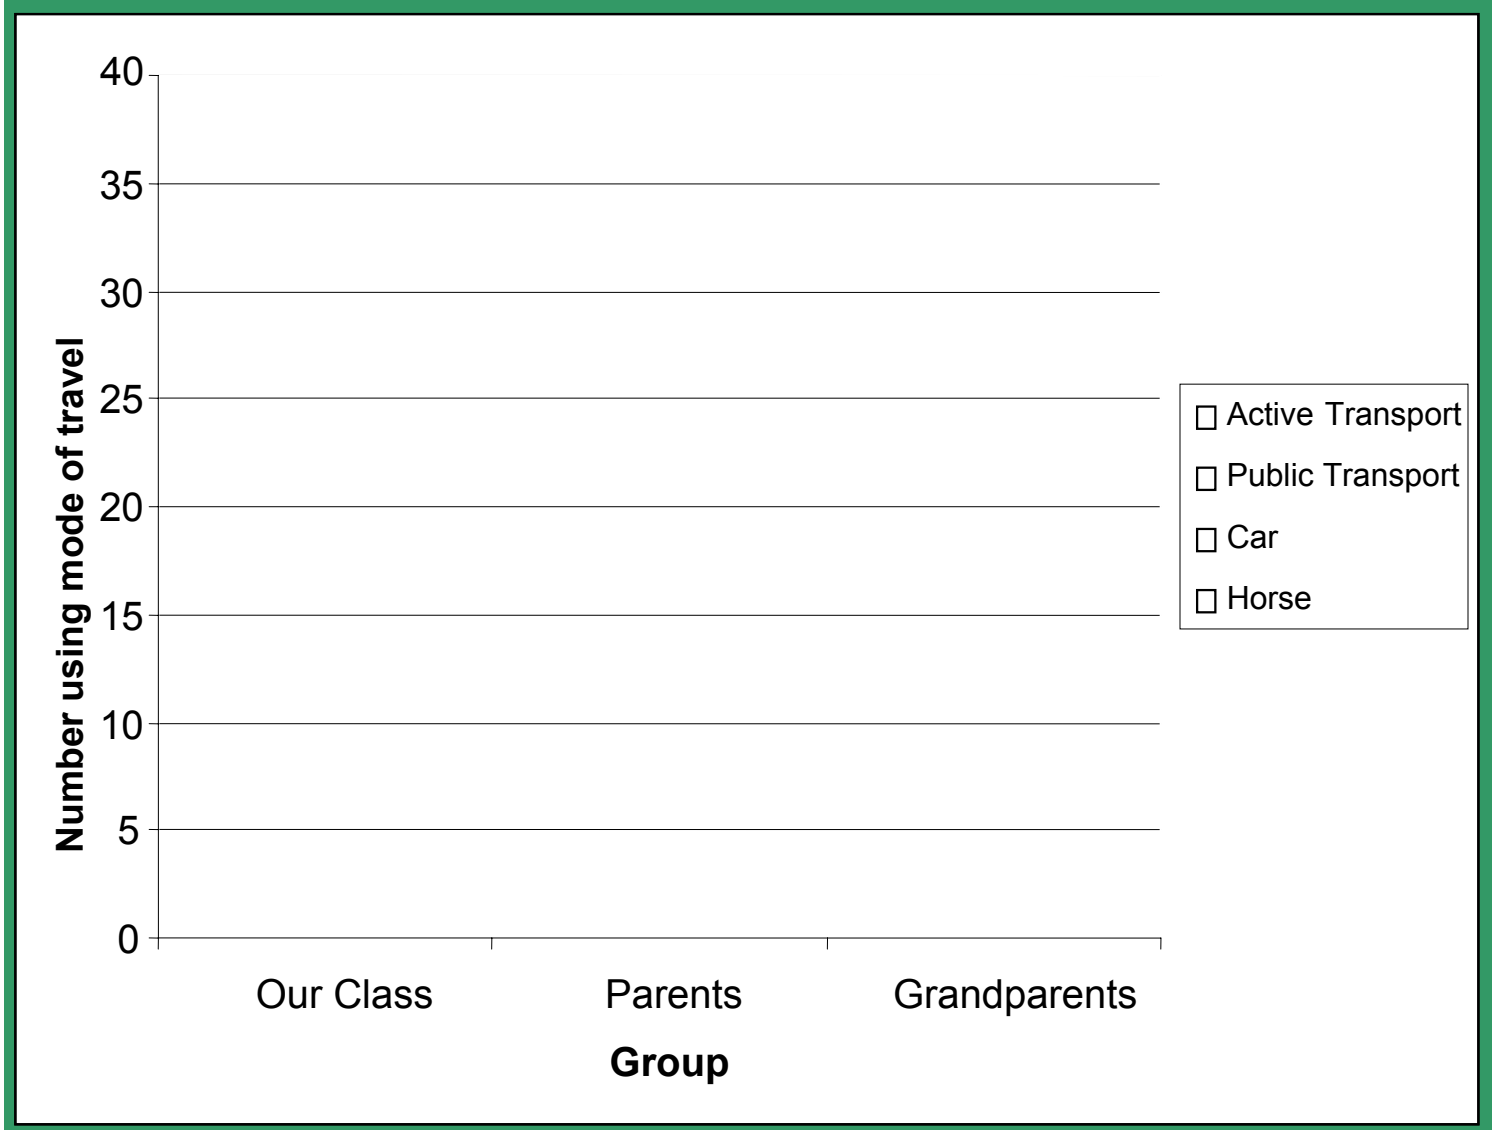 40
35
30
25
20
15
10
5
0
Number using mode of travel
Our Class Parents Grandparents
Group
Active Transport
Public Transport
Car
Horse